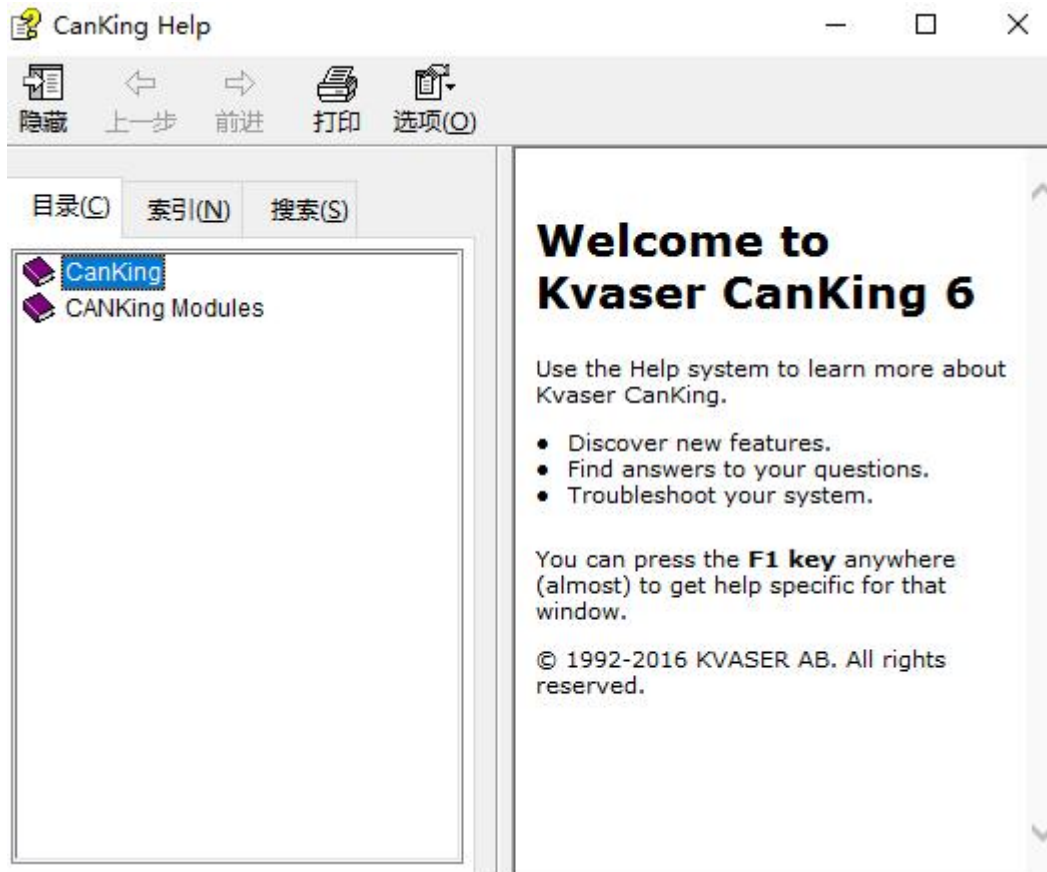 CanKing Help
隐藏 上一步 前进 打印 选项(O)
目录(C) 索引(N) 搜索(S)
CanKing
CANKing Modules
Welcome to
Kvaser CanKing 6
Use the Help system to learn more about
Kvaser CanKing.
● Discover new features.
● Find answers to your questions.
● Troubleshoot your system.
You can press the F1 key anywhere
(almost) to get help specific for that
window.
© 1992-2016 KVASER AB. All rights
reserved.